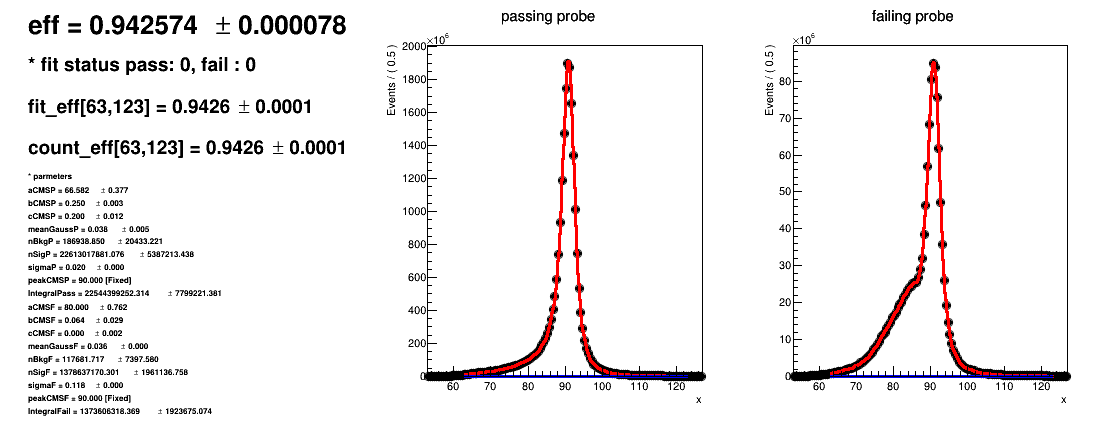 eff = 0.942574 ± 0.000078
* fit status pass: 0, fail : 0
fit_eff[63,123] = 0.9426 ± 0.0001
count_eff[63,123] = 0.9426 ± 0.0001
* parmeters
aCMSP = 66.582 ± 0.377
bCMSP = 0.250 ± 0.003
cCMSP = 0.200 ± 0.012
meanGaussP = 0.038 ± 0.005
nBkgP = 186938.850 ± 20433.221
nSigP = 22613017881.076 ± 5387213.438
sigmaP = 0.020 ± 0.000
peakCMSP = 90.000 [Fixed]
IntegralPass = 22544399252.314 ± 7799221.381
aCMSF = 80.000 ± 0.762
bCMSF = 0.064 ± 0.029
cCMSF = 0.000 ± 0.002
meanGaussF = 0.036 ± 0.000
nBkgF = 117681.717 ± 7397.580
nSigF = 1378637170.301 ± 1961136.758
sigmaF = 0.118 ± 0.000
peakCMSF = 90.000 [Fixed]
IntegralFail = 1373606318.369 ± 1923675.074
passing probe
×10⁶
Events / ( 0.5 )
2000
1800
1600
1400
1200
1000
800
600
400
200
0
60 70 80 90 100 110 120
x
failing probe
×10⁶
Events / ( 0.5 )
80
70
60
50
40
30
20
10
0
60 70 80 90 100 110 120
x